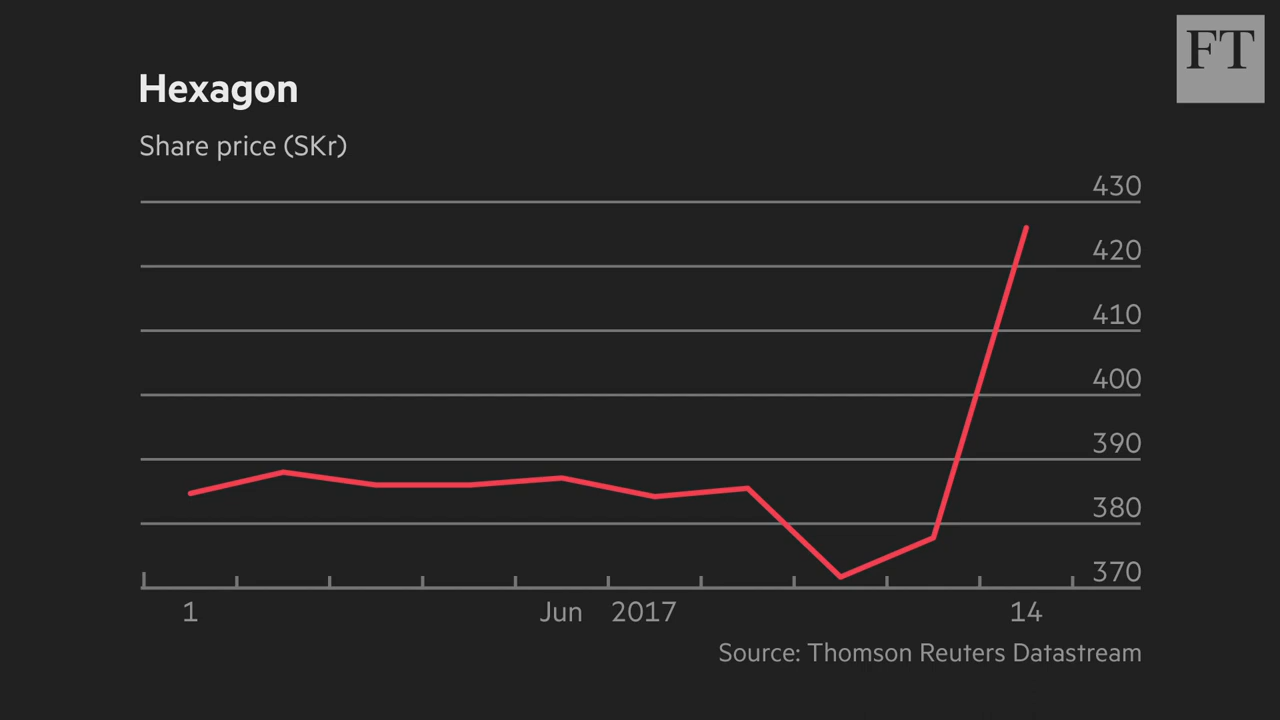 FT
Hexagon
Share price (SKr)
430
420
410
400
390
380
370
1 Jun 2017 14
Source: Thomson Reuters Datastream